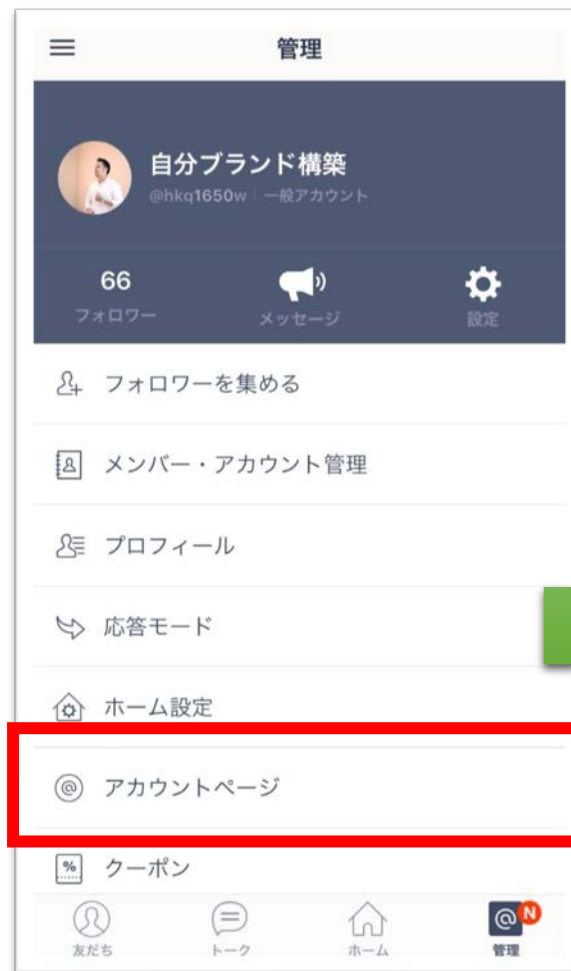 管理
自分ブランド構築
@hkq1650w 一般アカウント
66
フォロワー
メッセージ
設定
フォロワーを集める
メンバー・アカウント管理
プロフィール
応答モード
ホーム設定
@ アカウントページ
% クーポン
@ N
友だち トーク ホーム 管理